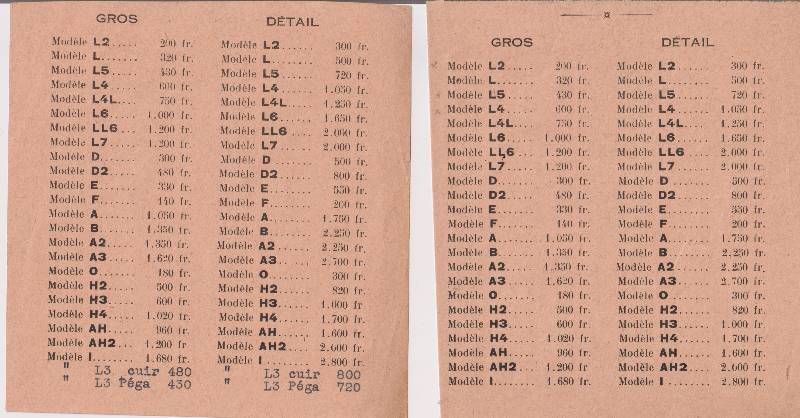 GROS DÉTAIL
Modèle L2..... 200 fr. Modèle L2...... 300 fr.
Modèle L....... 320 fr. Modèle L....... 500 fr.
Modèle L5..... 430 fr. Modèle L5...... 720 fr.
Modèle L4..... 600 fr. Modèle L4..... 1.050 fr.
Modèle L4L.... 750 fr. Modèle L4L.... 1.250 fr.
Modèle L6..... 1.000 fr. Modèle L6...... 1.650 fr.
Modèle LL6... 1.200 fr. Modèle LL6.... 2.000 fr.
Modèle L7..... 1.200 fr. Modèle L7...... 2.000 fr.
Modèle D....... 300 fr. Modèle D....... 500 fr.
Modèle D2..... 480 fr. Modèle D2...... 800 fr.
Modèle E....... 330 fr. Modèle E....... 550 fr.
Modèle F....... 140 fr. Modèle F....... 200 fr.
Modèle A....... 1.050 fr. Modèle A....... 1.750 fr.
Modèle B....... 1.350 fr. Modèle B....... 2.250 fr.
Modèle A2..... 1.350 fr. Modèle A2...... 2.250 fr.
Modèle A3..... 1.620 fr. Modèle A3...... 2.700 fr.
Modèle O....... 180 fr. Modèle O....... 300 fr.
Modèle H2..... 500 fr. Modèle H2...... 820 fr.
Modèle H3..... 600 fr. Modèle H3...... 1.000 fr.
Modèle H4..... 1.020 fr. Modèle H4...... 1.700 fr.
Modèle AH..... 960 fr. Modèle AH..... 1.600 fr.
Modèle AH2... 1.200 fr Modèle AH2.... 2.000 fr.
Modèle I........ 1.680 fr. Modèle I........ 2.800 fr.
" L3 cuir 480 " L3 cuir 800
" L3 Péga 430 " L3 Péga 720
GROS DÉTAIL
Modèle L2..... 200 fr. Modèle L2...... 300 fr.
Modèle L....... 320 fr. Modèle L....... 500 fr.
Modèle L5..... 430 fr. Modèle L5...... 720 fr.
Modèle L4..... 600 fr. Modèle L4..... 1.050 fr.
Modèle L4L.... 750 fr. Modèle L4L.... 1.250 fr.
Modèle L6..... 1.000 fr. Modèle L6...... 1.650 fr.
Modèle LL6... 1.200 fr. Modèle LL6.... 2.000 fr.
Modèle L7..... 1.200 fr. Modèle L7...... 2.000 fr.
Modèle D....... 300 fr. Modèle D....... 500 fr.
Modèle D2..... 480 fr. Modèle D2...... 800 fr.
Modèle E....... 330 fr. Modèle E....... 550 fr.
Modèle F....... 140 fr. Modèle F....... 200 fr.
Modèle A....... 1.050 fr. Modèle A....... 1.750 fr.
Modèle B....... 1.350 fr. Modèle B....... 2.250 fr.
Modèle A2..... 1.350 fr. Modèle A2...... 2.250 fr.
Modèle A3..... 1.620 fr. Modèle A3...... 2.700 fr.
Modèle O....... 180 fr. Modèle O....... 300 fr.
Modèle H2..... 500 fr. Modèle H2...... 820 fr.
Modèle H3..... 600 fr. Modèle H3...... 1.000 fr.
Modèle H4..... 1.020 fr. Modèle H4...... 1.700 fr.
Modèle AH..... 960 fr. Modèle AH..... 1.600 fr.
Modèle AH2... 1.200 fr Modèle AH2.... 2.000 fr.
Modèle I........ 1.680 fr. Modèle I........ 2.800 fr.